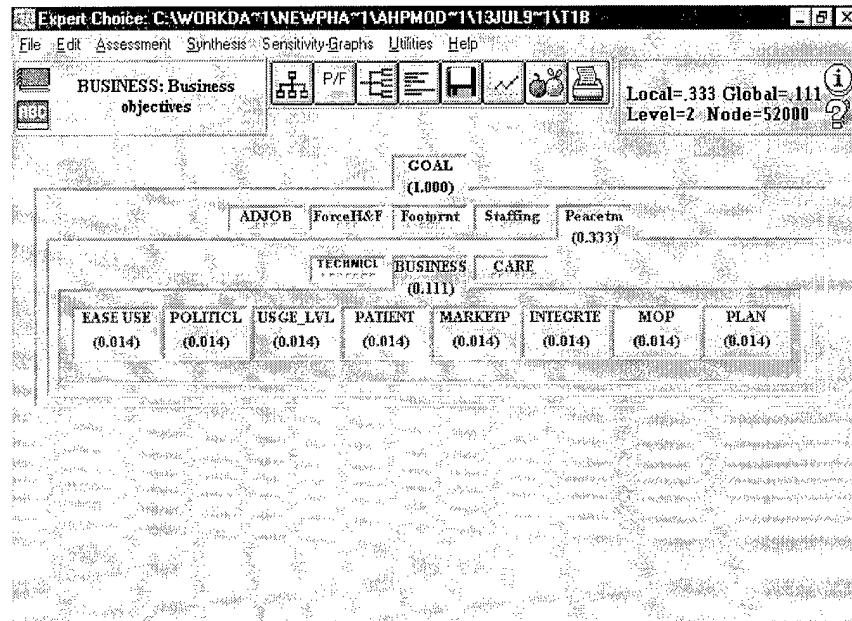 Expert Choice: C:\WORKDA~1\NEWPHA~1\AHPMOD~1\13JUL9~1\T1B
File Edit Assessment Synthesis Sensitivity-Graphs Utilities Help
ABC
BUSINESS: Business
objectives
P/F
Local=.333 Global=.111
Level=2 Node=52000
GOAL
(1.000)
ADJOB ForceH&F Footprnt Staffing Peacetm
(0.333)
TECHNICL BUSINESS CARE
(0.111)
EASE USE POLITICL USGE_LVL PATIENT MARKETP INTEGRTE MOP PLAN
(0.014) (0.014) (0.014) (0.014) (0.014) (0.014) (0.014) (0.014)